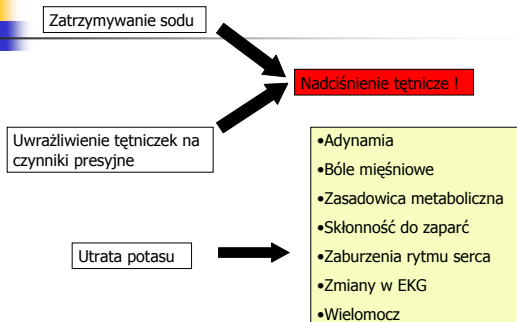 Zatrzymywanie sodu
Nadciśnienie tętnicze !
Uwrażliwienie tętniczek na
czynniki presyjne
Utrata potasu
•Adynamia
•Bóle mięśniowe
•Zasadowica metaboliczna
•Skłonność do zaparć
•Zaburzenia rytmu serca
•Zmiany w EKG
•Wielomocz